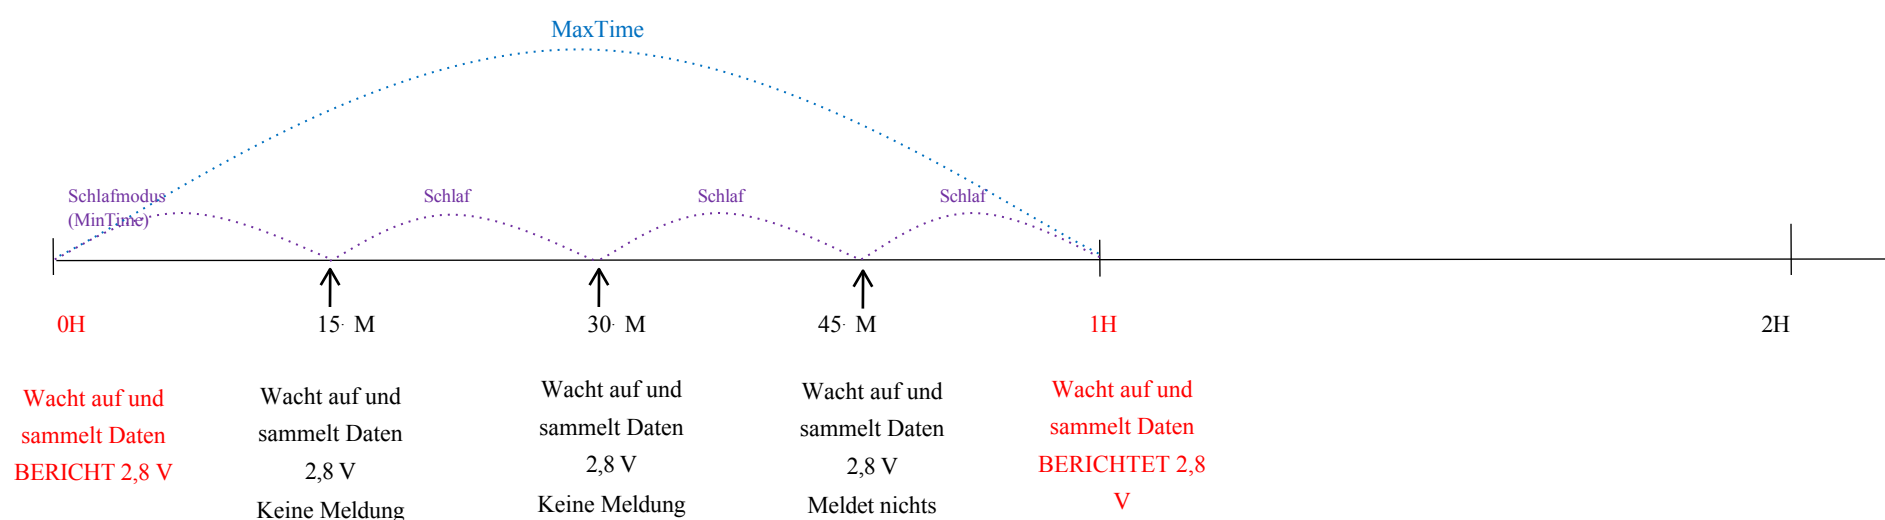 MaxTime
Schlafmodus
(MinTime)
Schlaf
Schlaf
Schlaf
0H
15· M
30· M
45· M
1H
2H
Wacht auf und
sammelt Daten
BERICHT 2,8 V
Wacht auf und
sammelt Daten
2,8 V
Keine Meldung
Wacht auf und
sammelt Daten
2,8 V
Keine Meldung
Wacht auf und
sammelt Daten
2,8 V
Meldet nichts
Wacht auf und
sammelt Daten
BERICHTET 2,8
V